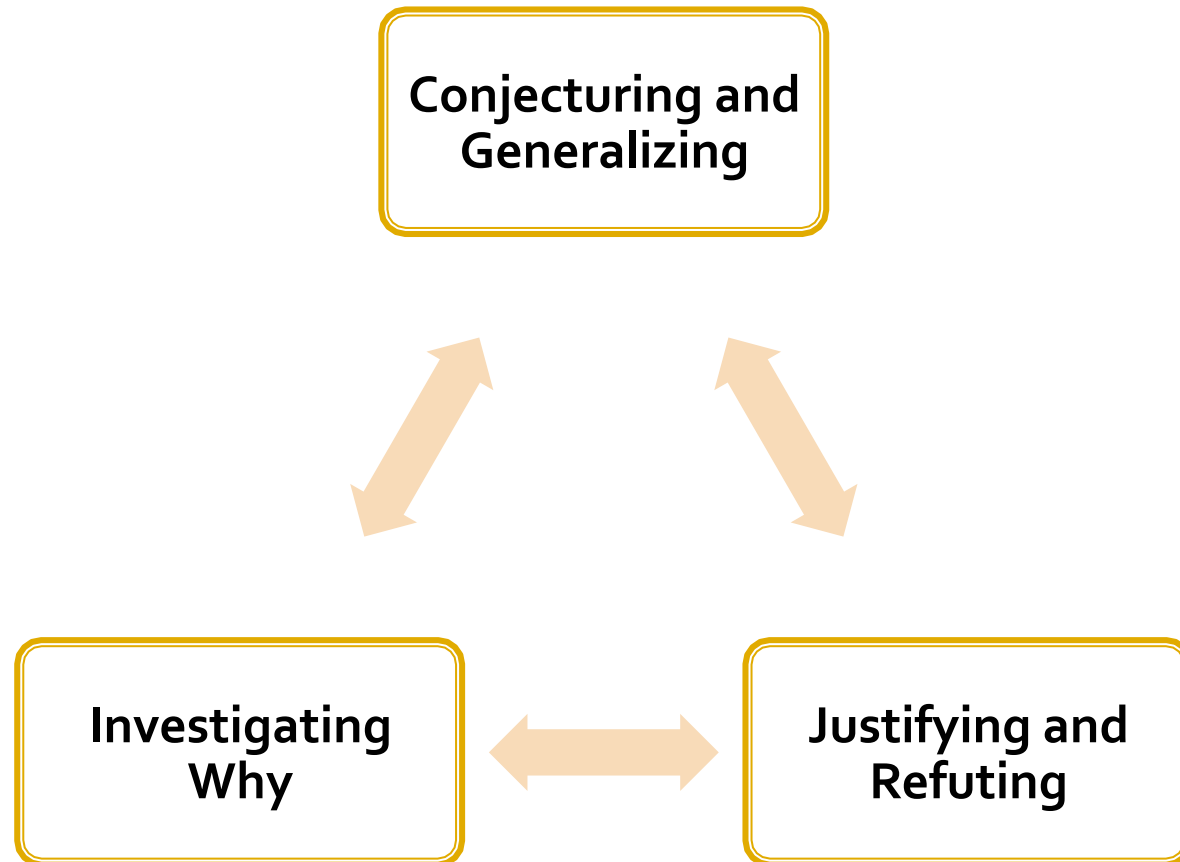 Conjecturing and
Generalizing
Investigating
Why
Justifying and
Refuting